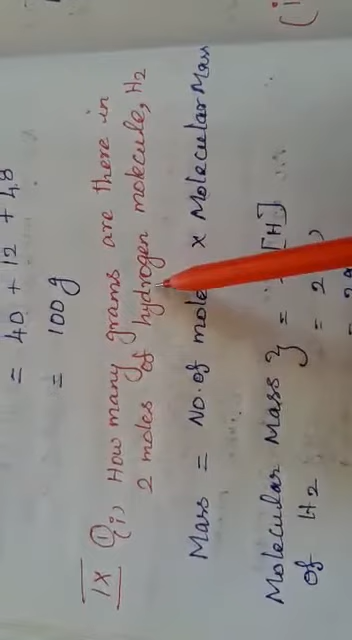 = 40 + 12 + 48
= 100 g
IX Q i, How many grams are there in
2 moles of hydrogen molecule, H2
Mass = No. of mole × Molecular Mass
Molecular Mass } = [H]
of H2 = 2